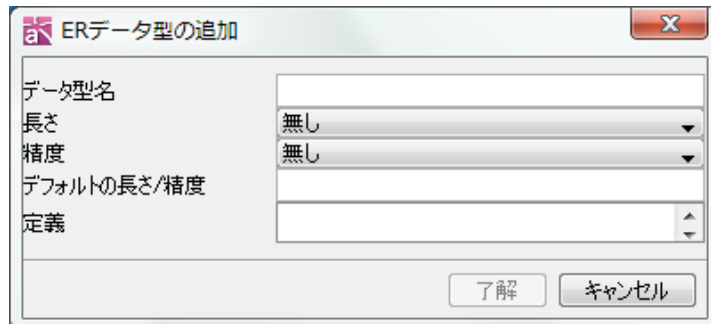 ERデータ型の追加
データ型名
長さ 無し
精度 無し
デフォルトの長さ/精度
定義
了解 キャンセル